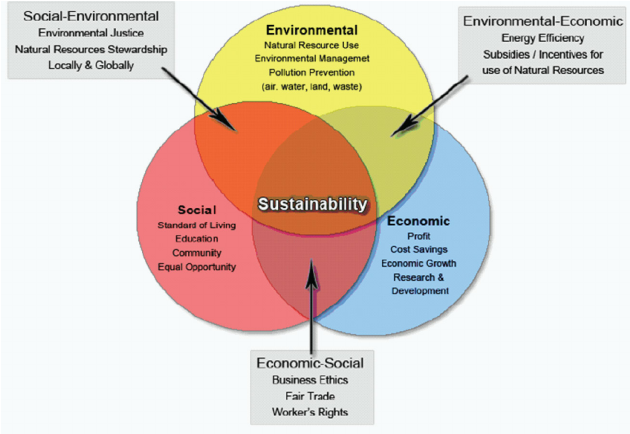 Social-Environmental
Environmental Justice
Natural Resources Stewardship
Locally & Globally
Environmental
Natural Resource Use
Environmental Managemet
Pollution Prevention
(air. water, land, waste)
Environmental-Economic
Energy Efficiency
Subsidies / Incentives for
use of Natural Resources
Sustainability
Social
Standard of Living
Education
Community
Equal Opportunity
Economic
Profit
Cost Savings
Economic Growth
Research &
Development
Economic-Social
Business Ethics
Fair Trade
Worker's Rights